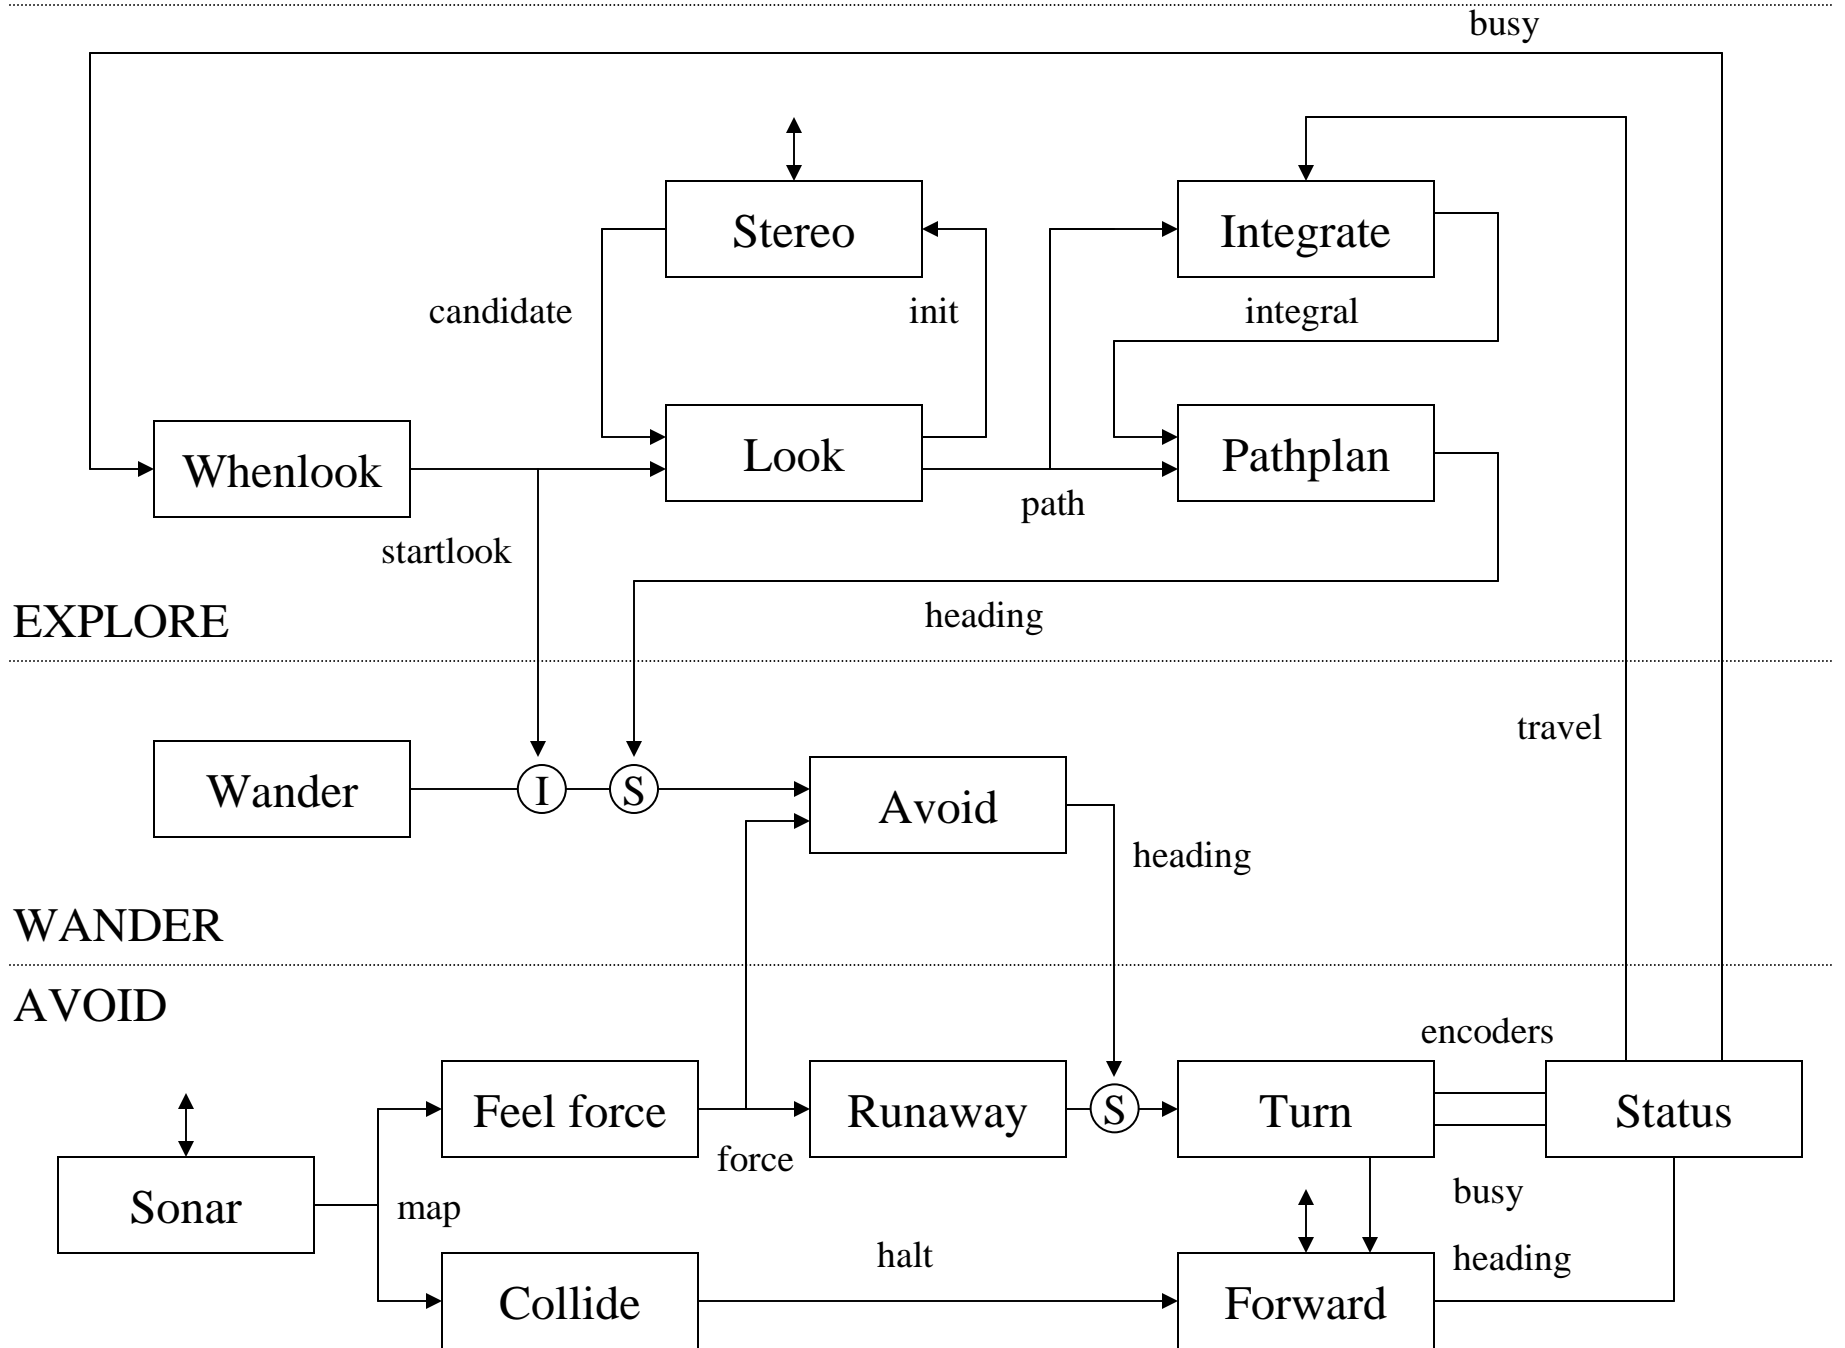 busy
Stereo
Integrate
candidate
init
integral
Whenlook
Look
Pathplan
path
startlook
heading
EXPLORE
travel
Wander
I
S
Avoid
heading
WANDER
AVOID
encoders
Feel force
Runaway
S
Turn
Status
force
busy
Sonar
map
halt
heading
Collide
Forward